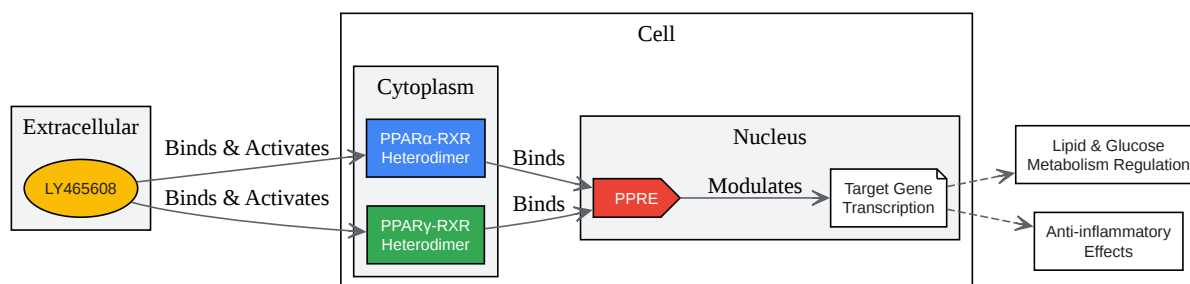 Cell
Cytoplasm
Extracellular
PPARα-RXR
Heterodimer
Nucleus
Binds & Activates
Binds
Lipid & Glucose
Metabolism Regulation
LY465608
PPRE
Modulates
Target Gene
Transcription
Binds & Activates
Binds
PPARγ-RXR
Heterodimer
Anti-inflammatory
Effects